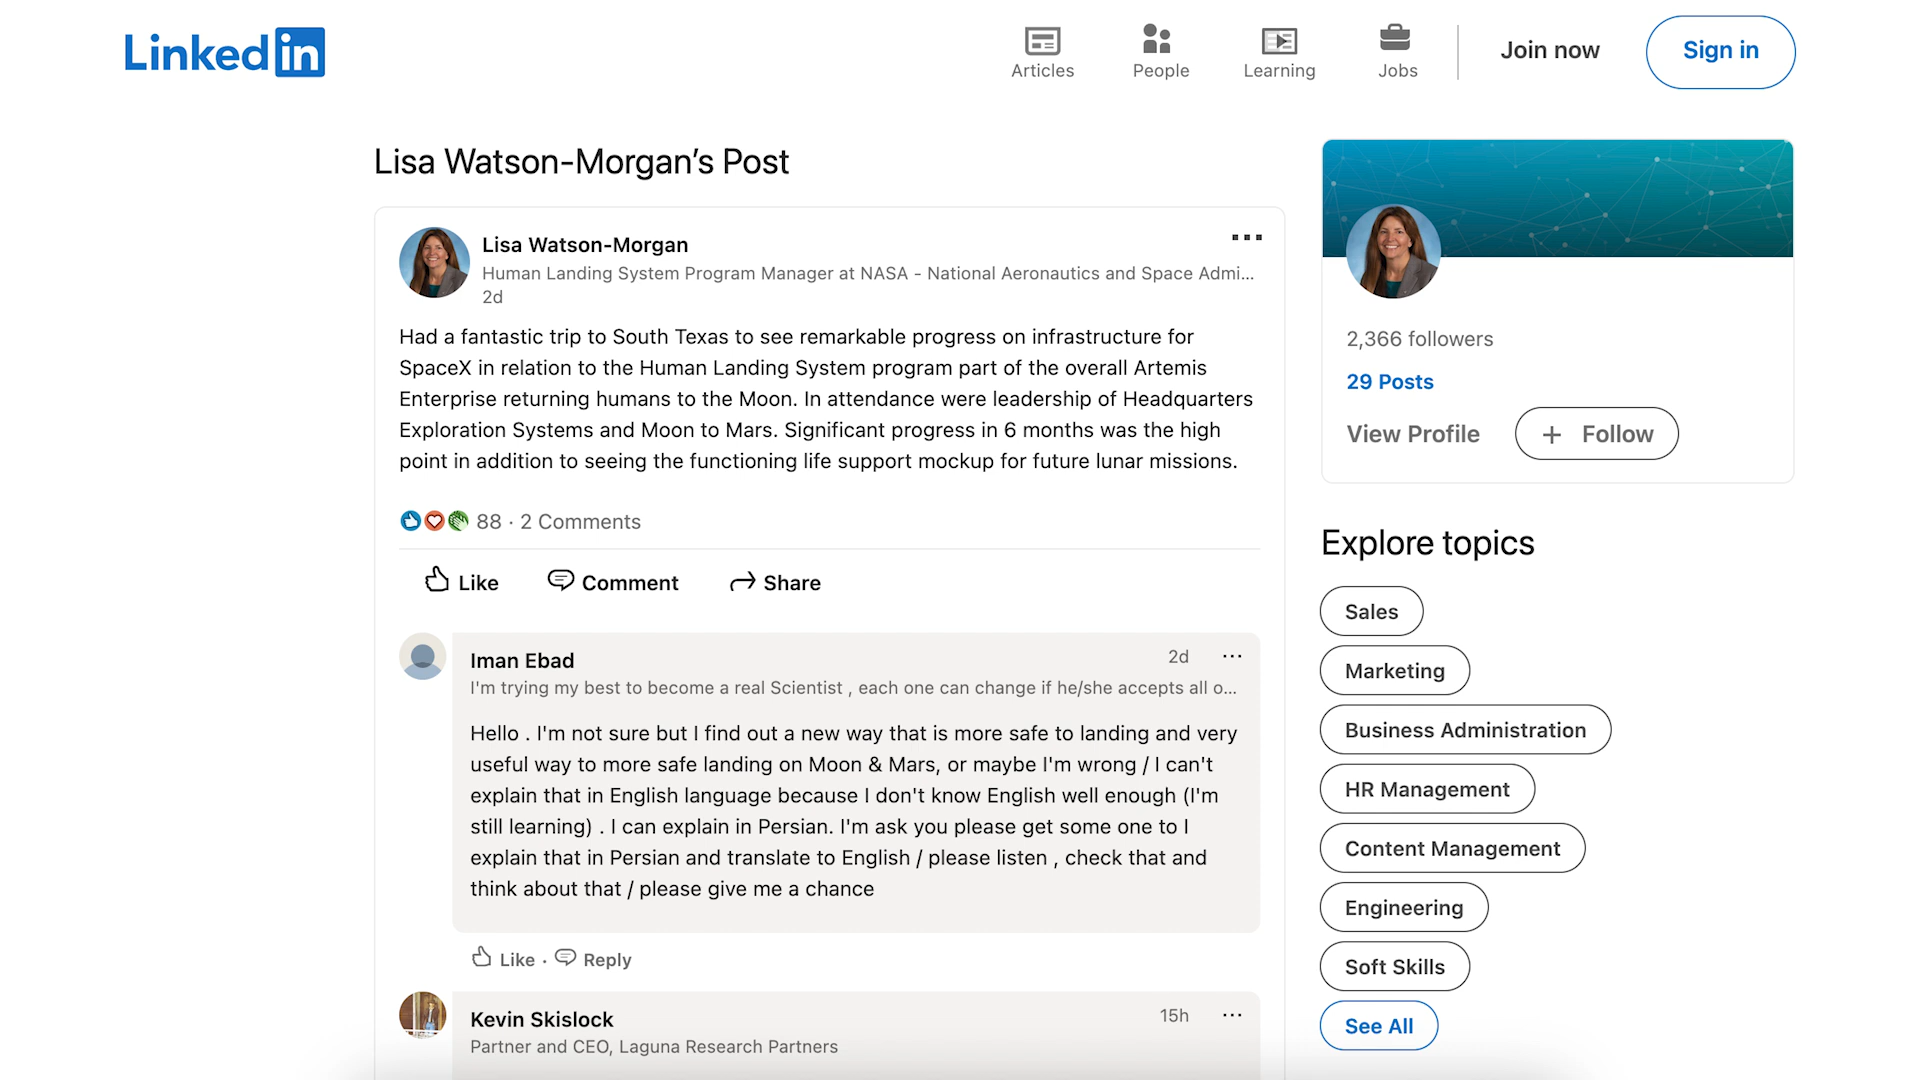 Linked in
Articles
People
Learning
Jobs
Join now
Sign in
Lisa Watson-Morgan’s Post
Lisa Watson-Morgan
Human Landing System Program Manager at NASA - National Aeronautics and Space Admi...
2d
Had a fantastic trip to South Texas to see remarkable progress on infrastructure for
SpaceX in relation to the Human Landing System program part of the overall Artemis
Enterprise returning humans to the Moon. In attendance were leadership of Headquarters
Exploration Systems and Moon to Mars. Significant progress in 6 months was the high
point in addition to seeing the functioning life support mockup for future lunar missions.
88 · 2 Comments
Like
Comment
Share
Iman Ebad
2d
I'm trying my best to become a real Scientist , each one can change if he/she accepts all o...
Hello . I'm not sure but I find out a new way that is more safe to landing and very
useful way to more safe landing on Moon & Mars, or maybe I'm wrong / I can't
explain that in English language because I don't know English well enough (I'm
still learning) . I can explain in Persian. I'm ask you please get some one to I
explain that in Persian and translate to English / please listen , check that and
think about that / please give me a chance
Like · Reply
Kevin Skislock
15h
Partner and CEO, Laguna Research Partners
2,366 followers
29 Posts
View Profile
+ Follow
Explore topics
Sales
Marketing
Business Administration
HR Management
Content Management
Engineering
Soft Skills
See All